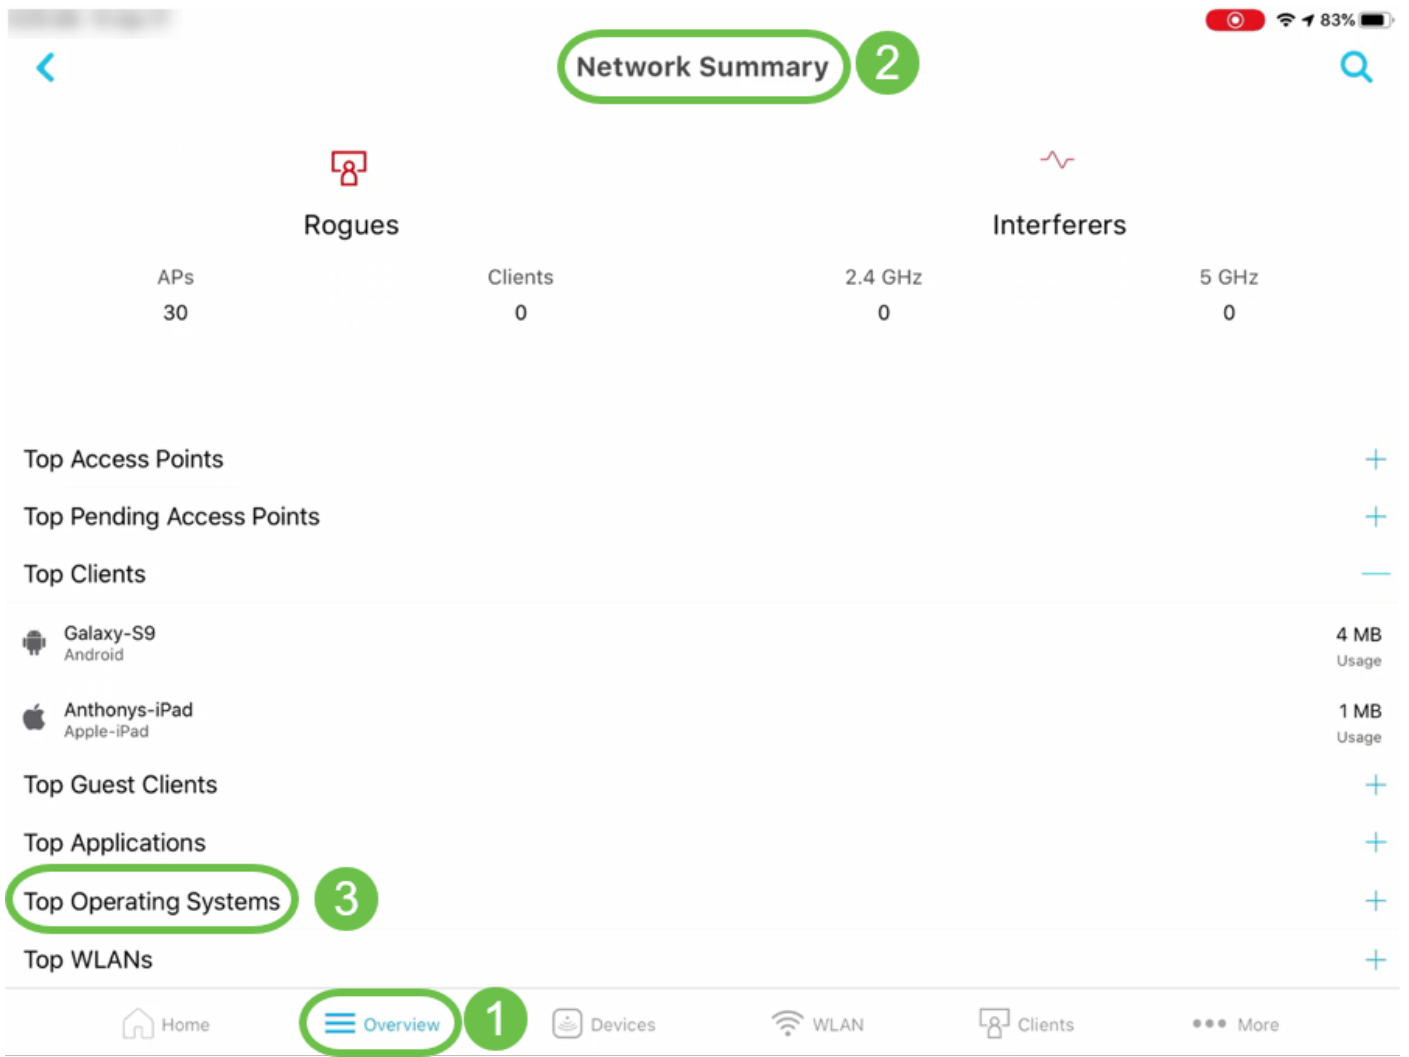 83%
Network Summary 2
Rogues Interferers
APs Clients 2.4 GHz 5 GHz
30 0 0 0
Top Access Points
Top Pending Access Points
Top Clients
Galaxy-S9 4 MB
Android Usage
Anthonys-iPad 1 MB
Apple-iPad Usage
Top Guest Clients
Top Applications
Top Operating Systems 3
Top WLANs
Home Overview 1 Devices WLAN Clients More